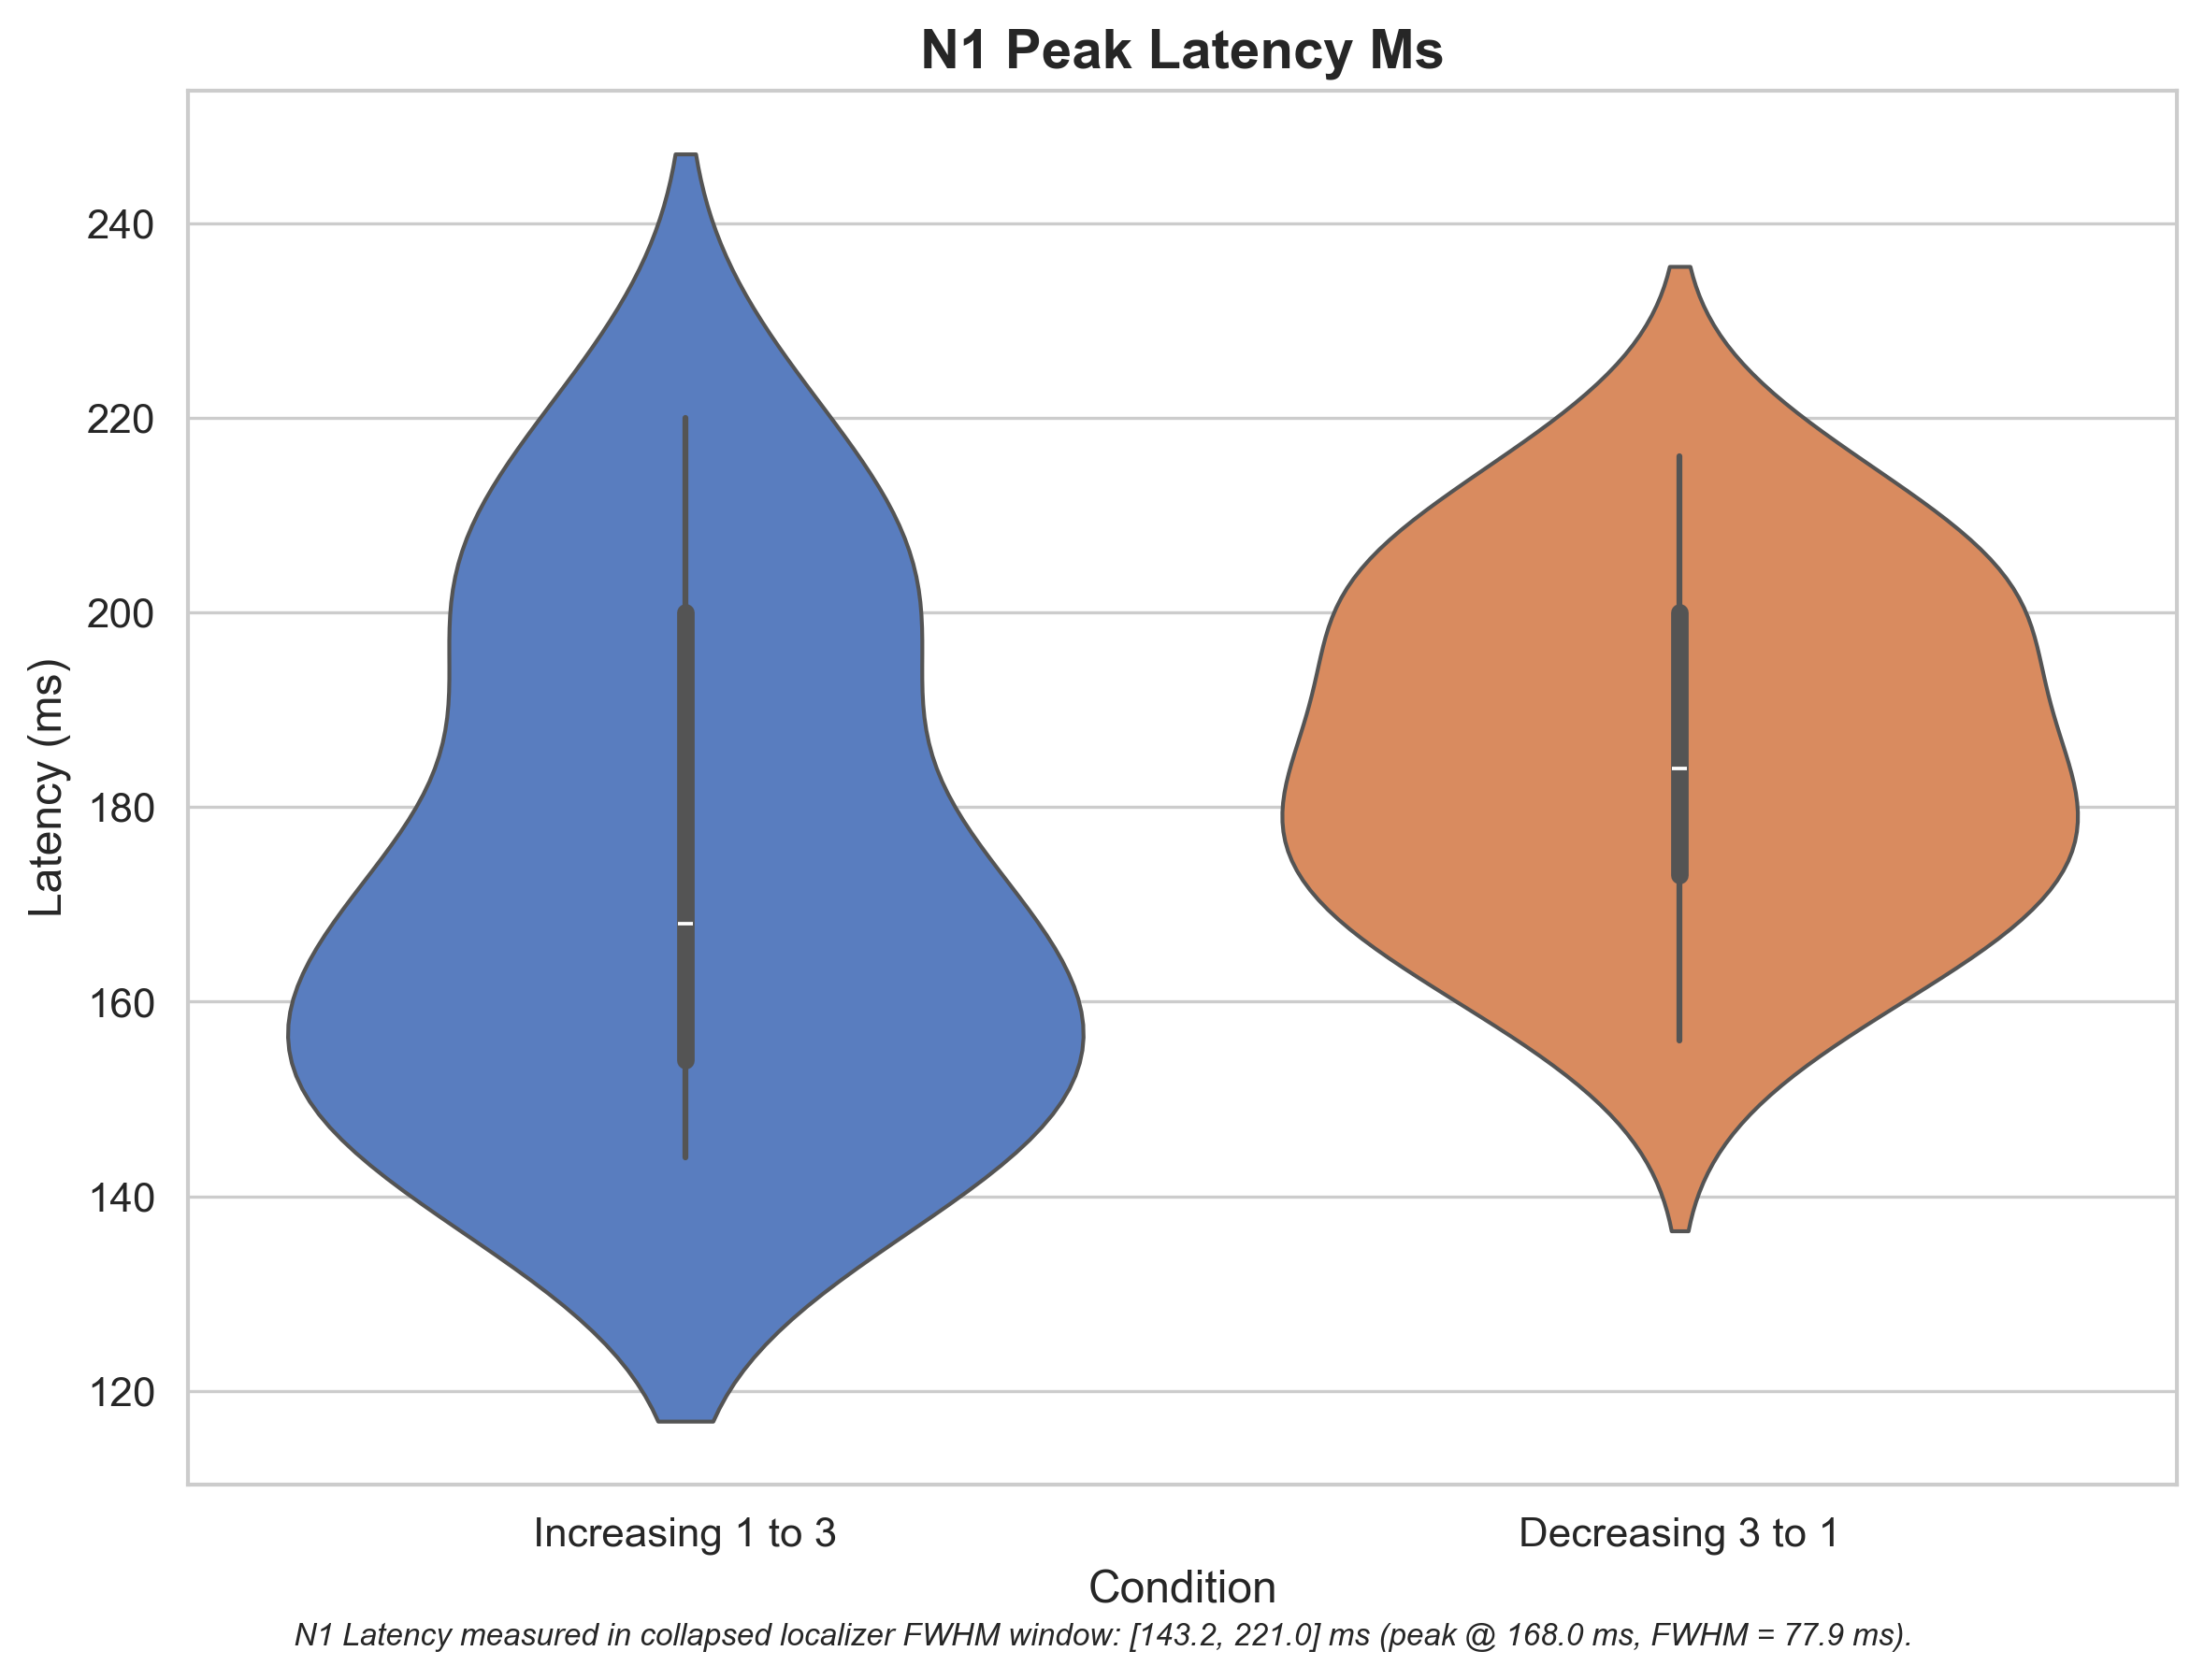 N1 Peak Latency Ms
Latency (ms)
240
220
200
180
160
140
120
Increasing 1 to 3
Decreasing 3 to 1
Condition
N1 Latency measured in collapsed localizer FWHM window: [143.2, 221.0] ms (peak @ 168.0 ms, FWHM = 77.9 ms).